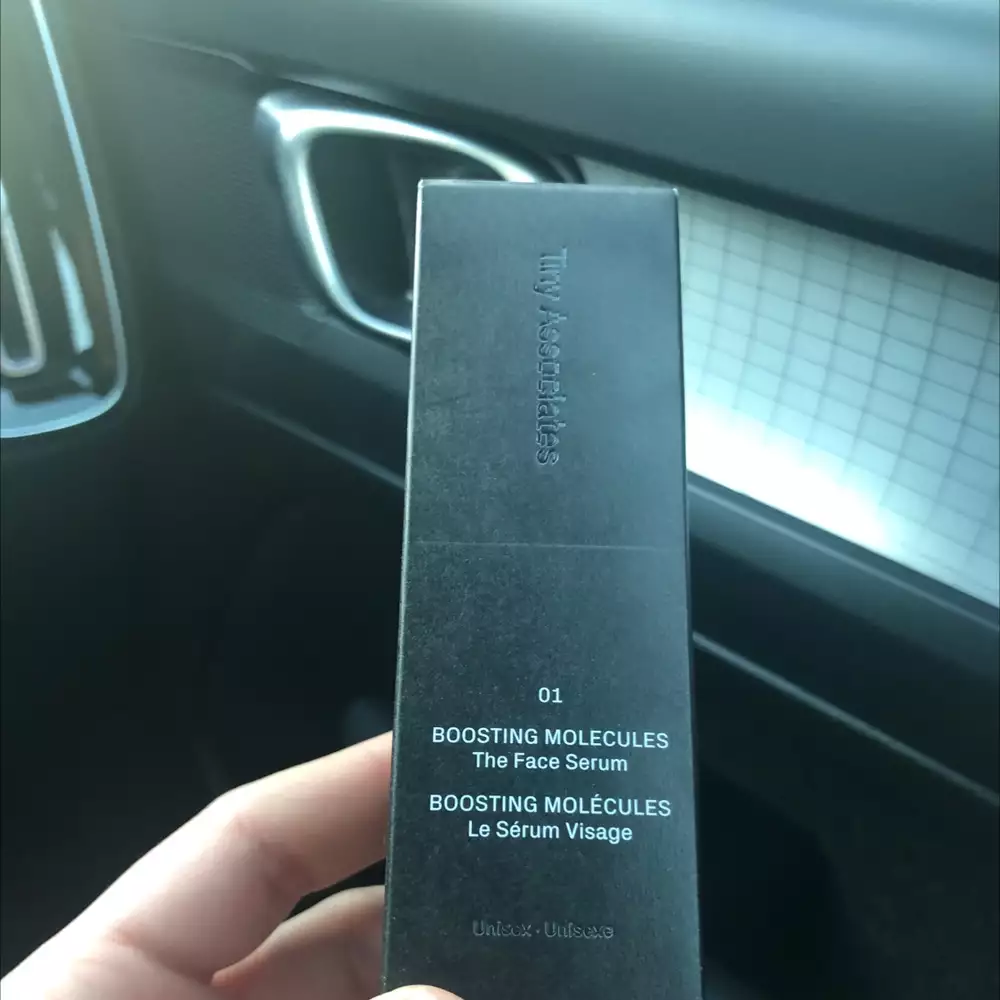 Tiny Associates
01
BOOSTING MOLECULES
The Face Serum
BOOSTING MOLÉCULES
Le Sérum Visage
Unisex · Unisexe